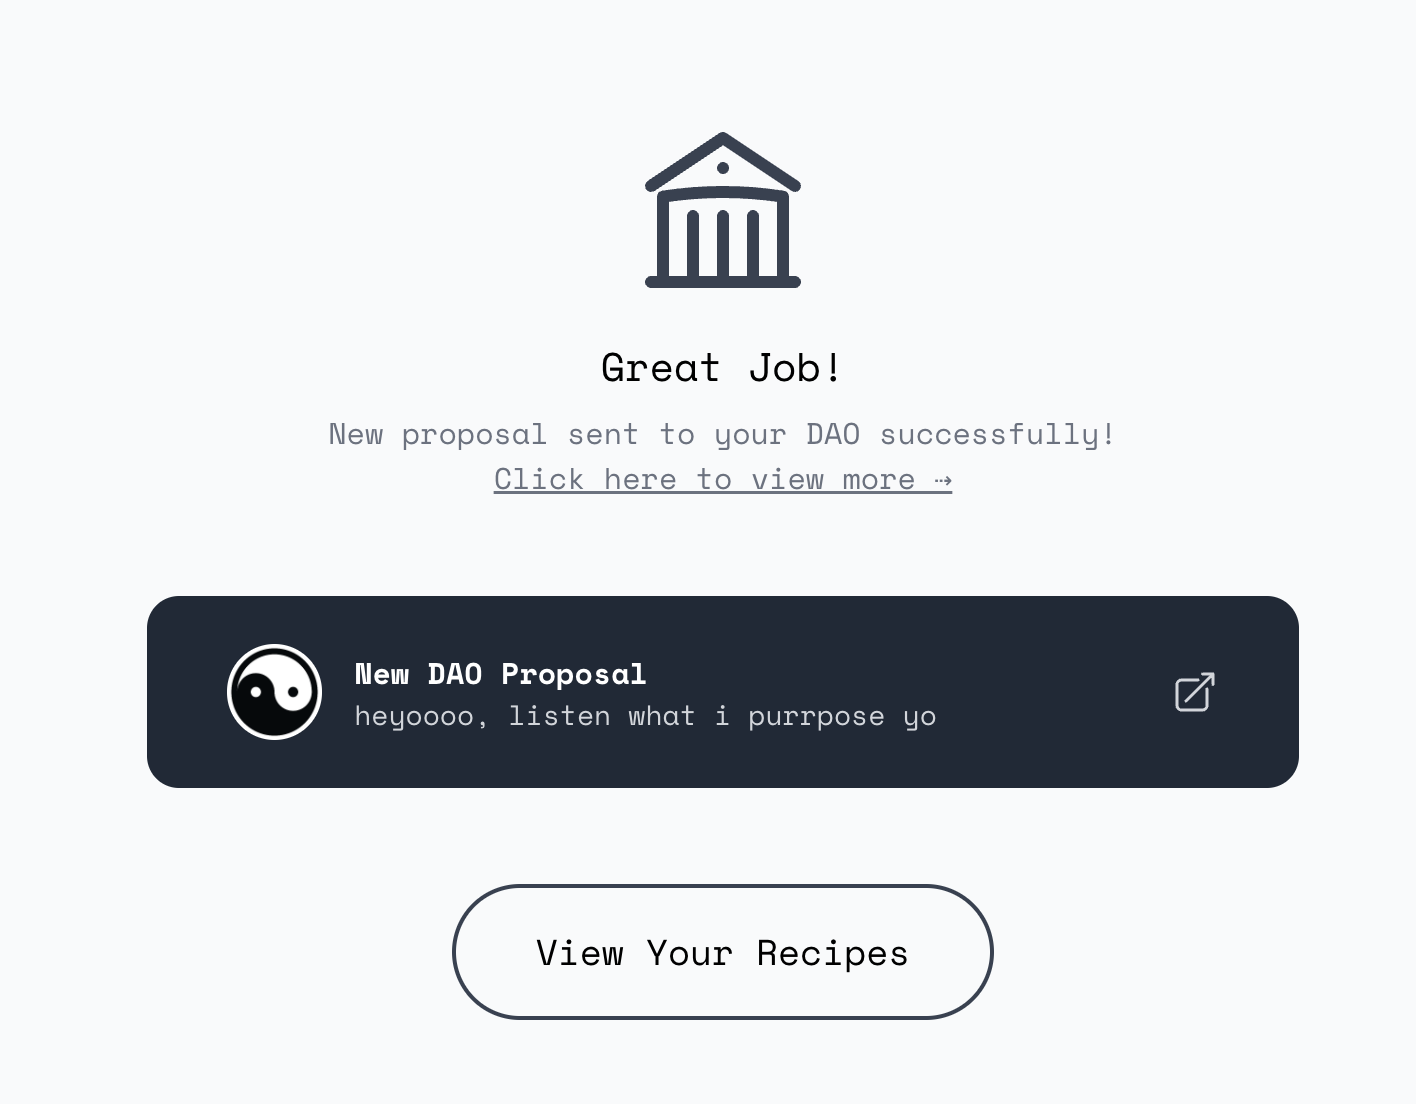 Great Job!
New proposal sent to your DAO successfully!
Click here to view more ⇢
New DAO Proposal
heyoooo, listen what i purrpose yo
View Your Recipes